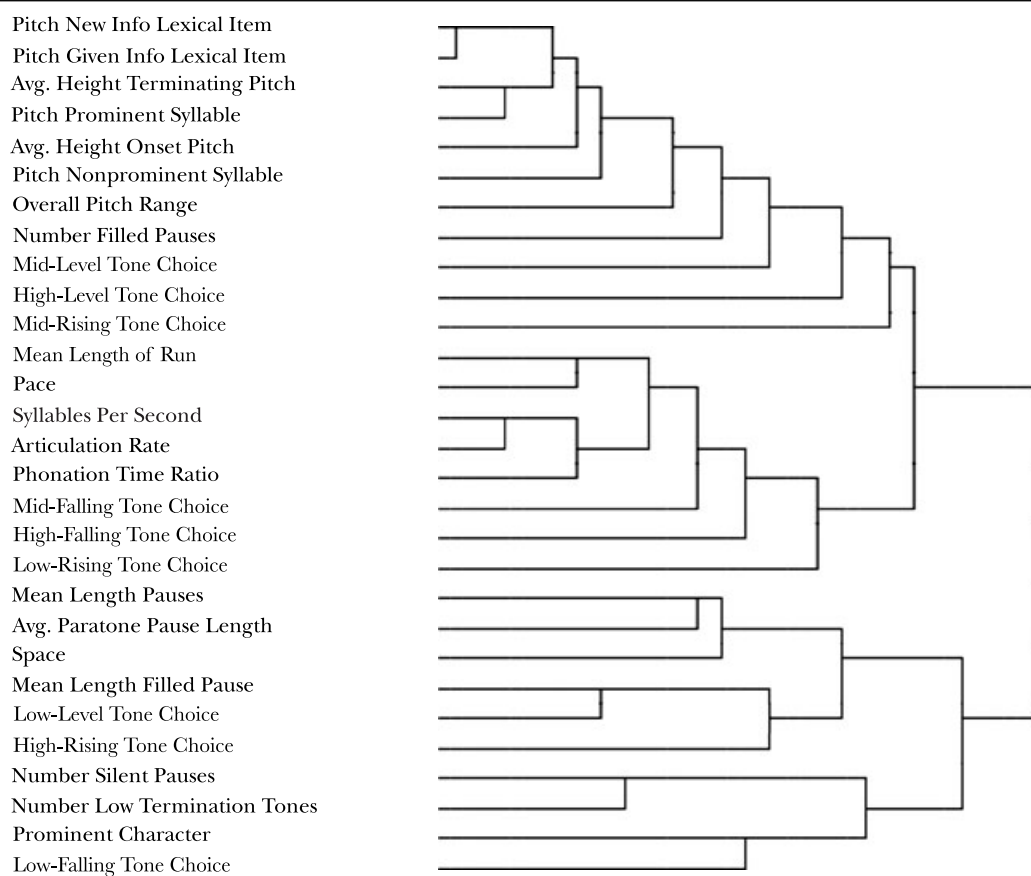 Pitch New Info Lexical Item
Pitch Given Info Lexical Item
Avg. Height Terminating Pitch
Pitch Prominent Syllable
Avg. Height Onset Pitch
Pitch Nonprominent Syllable
Overall Pitch Range
Number Filled Pauses
Mid-Level Tone Choice
High-Level Tone Choice
Mid-Rising Tone Choice
Mean Length of Run
Pace
Syllables Per Second
Articulation Rate
Phonation Time Ratio
Mid-Falling Tone Choice
High-Falling Tone Choice
Low-Rising Tone Choice
Mean Length Pauses
Avg. Paratone Pause Length
Space
Mean Length Filled Pause
Low-Level Tone Choice
High-Rising Tone Choice
Number Silent Pauses
Number Low Termination Tones
Prominent Character
Low-Falling Tone Choice